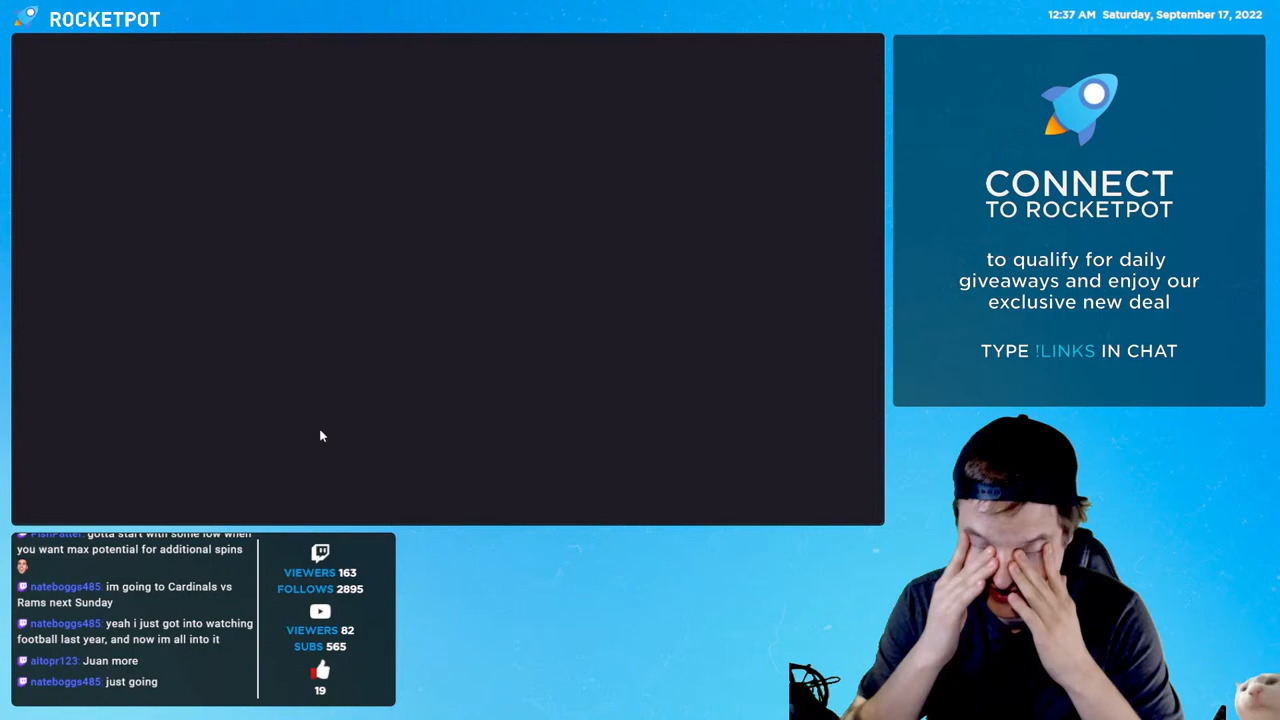 ROCKETPOT
12:37 AM Saturday, September 17, 2022
CONNECT
TO ROCKETPOT
to qualify for daily
giveaways and enjoy our
exclusive new deal
TYPE !LINKS IN CHAT
FishPatter: gotta start with some low when
you want max potential for additional spins
nateboggs485: im going to Cardinals vs
Rams next Sunday
nateboggs485: yeah i just got into watching
football last year, and now im all into it
aitopr123: Juan more
nateboggs485: just going
VIEWERS 163
FOLLOWS 2895
VIEWERS 82
SUBS 565
19